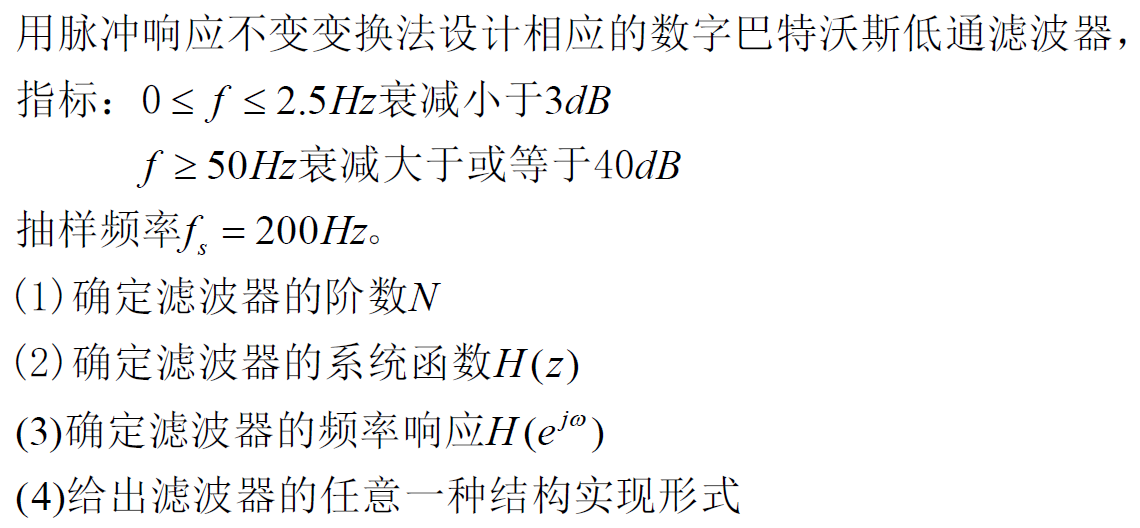 用脉冲响应不变变换法设计相应的数字巴特沃斯低通滤波器，
指标：0 ≤ f ≤ 2.5Hz衰减小于3dB
f ≥ 50Hz衰减大于或等于40dB
抽样频率fₛ = 200Hz。
(1)确定滤波器的阶数N
(2)确定滤波器的系统函数H(z)
(3)确定滤波器的频率响应H(e^{jω})
(4)给出滤波器的任意一种结构实现形式